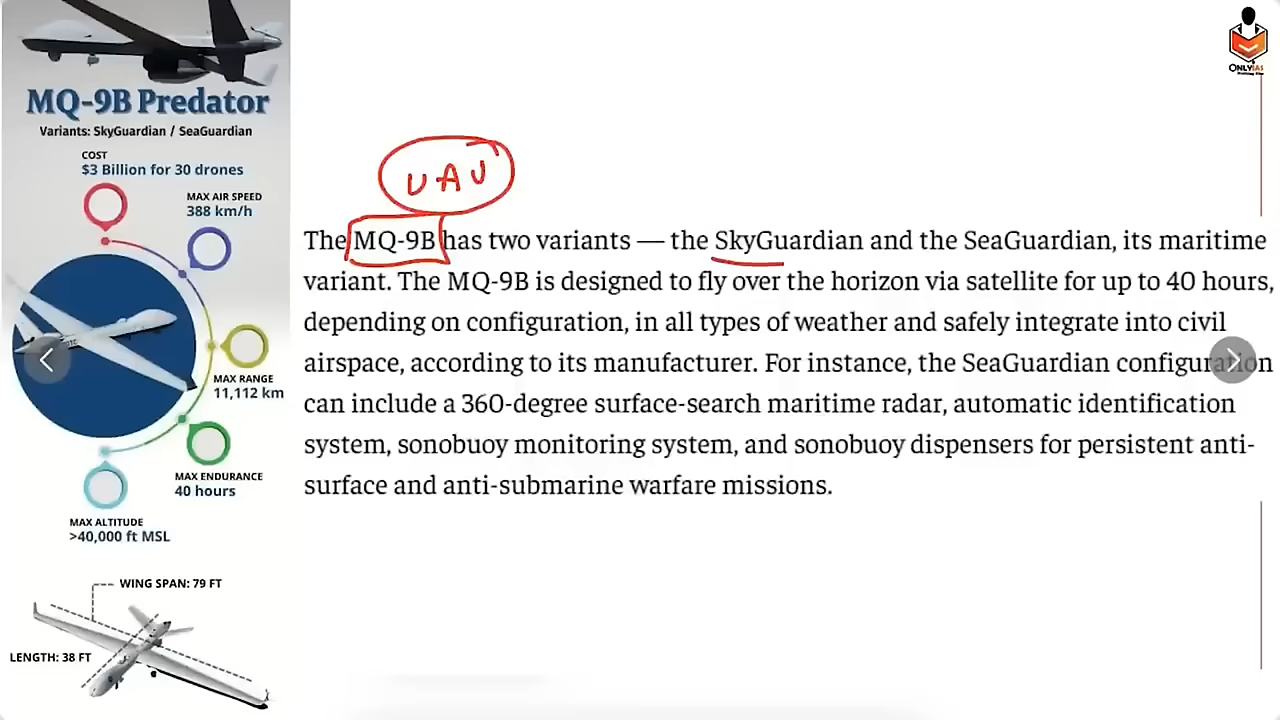 MQ-9B Predator
Variants: SkyGuardian / SeaGuardian
COST
$3 Billion for 30 drones
MAX AIR SPEED
388 km/h
MAX RANGE
11,112 km
MAX ENDURANCE
40 hours
MAX ALTITUDE
>40,000 ft MSL
WING SPAN: 79 FT
LENGTH: 38 FT
UAV
The MQ-9B has two variants — the SkyGuardian and the SeaGuardian, its maritime
variant. The MQ-9B is designed to fly over the horizon via satellite for up to 40 hours,
depending on configuration, in all types of weather and safely integrate into civil
airspace, according to its manufacturer. For instance, the SeaGuardian configuration
can include a 360-degree surface-search maritime radar, automatic identification
system, sonobuoy monitoring system, and sonobuoy dispensers for persistent anti-
surface and anti-submarine warfare missions.
ONLYIAS